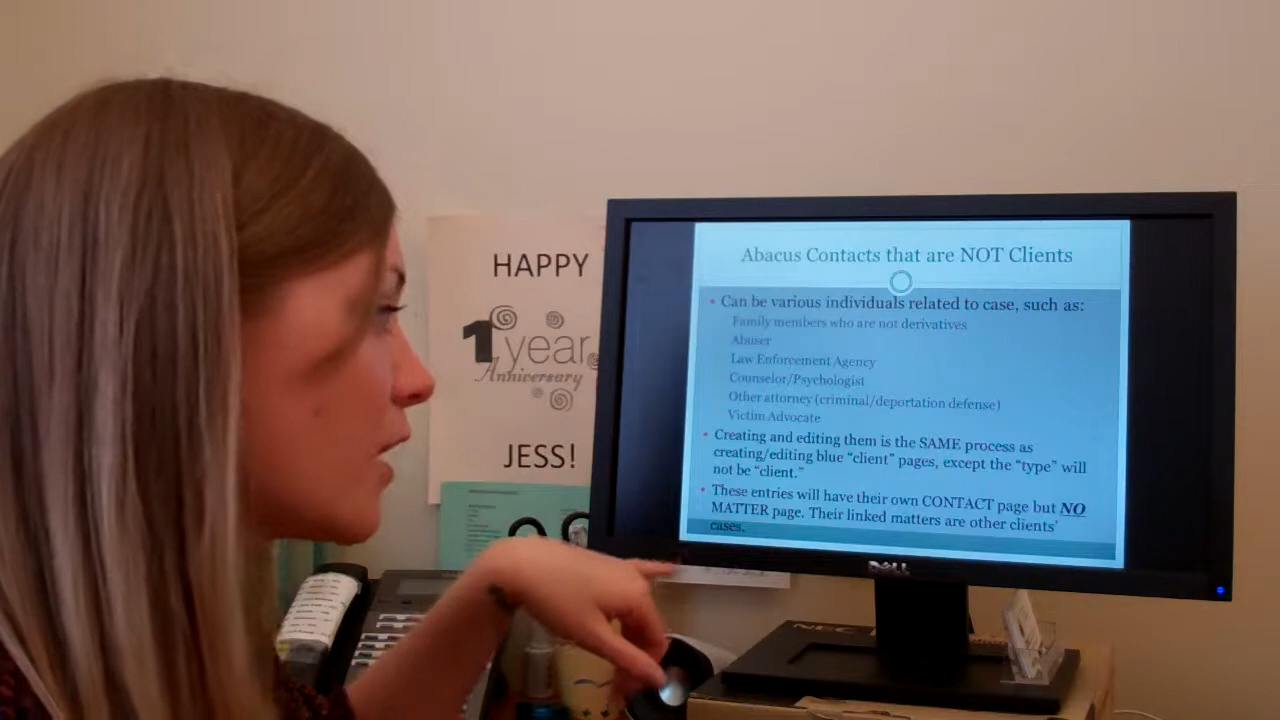 HAPPY
1 year
Anniversary
JESS!
Abacus Contacts that are NOT Clients
• Can be various individuals related to case, such as:
Family members who are not derivatives
Abuser
Law Enforcement Agency
Counselor/Psychologist
Other attorney (criminal/deportation defense)
Victim Advocate
• Creating and editing them is the SAME process as
creating/editing blue “client” pages, except the “type” will
not be “client.”
• These entries will have their own CONTACT page but NO
MATTER page. Their linked matters are other clients’
cases.
DELL
NEC